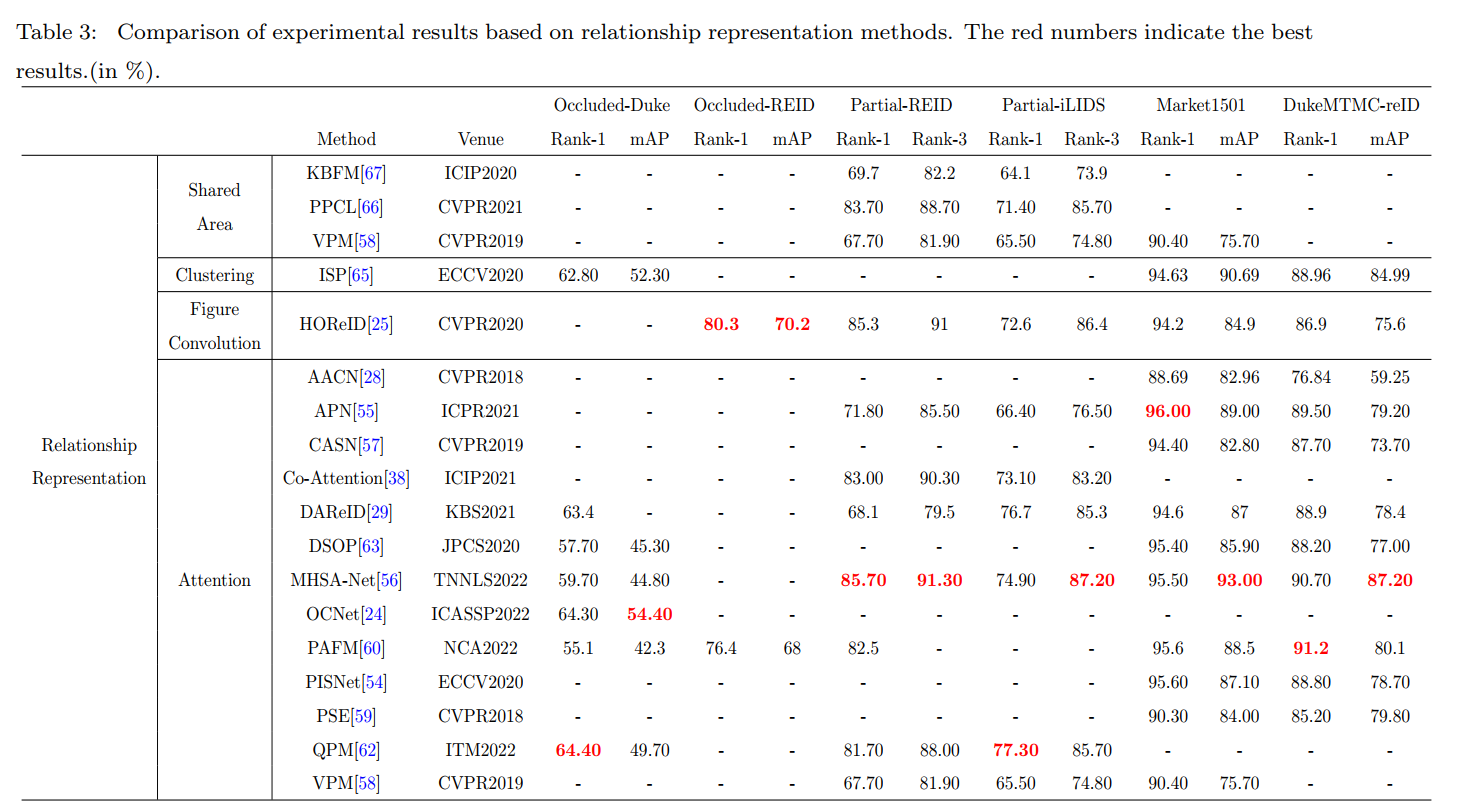 Table 3: Comparison of experimental results based on relationship representation methods. The red numbers indicate the best
results.(in %).
Occluded-Duke Occluded-REID Partial-REID Partial-iLIDS Market1501 DukeMTMC-reID
Method Venue Rank-1 mAP Rank-1 mAP Rank-1 Rank-3 Rank-1 Rank-3 Rank-1 mAP Rank-1 mAP
Relationship
Representation
Shared
Area
KBFM[67] ICIP2020 - - - - 69.7 82.2 64.1 73.9 - - - -
PPCL[66] CVPR2021 - - - - 83.70 88.70 71.40 85.70 - - - -
VPM[58] CVPR2019 - - - - 67.70 81.90 65.50 74.80 90.40 75.70 - -
Clustering ISP[65] ECCV2020 62.80 52.30 - - - - - - 94.63 90.69 88.96 84.99
Figure
Convolution
HOReID[25] CVPR2020 - - 80.3 70.2 85.3 91 72.6 86.4 94.2 84.9 86.9 75.6
Attention
AACN[28] CVPR2018 - - - - - - - - 88.69 82.96 76.84 59.25
APN[55] ICPR2021 - - - - 71.80 85.50 66.40 76.50 96.00 89.00 89.50 79.20
CASN[57] CVPR2019 - - - - - - - - 94.40 82.80 87.70 73.70
Co-Attention[38] ICIP2021 - - - - 83.00 90.30 73.10 83.20 - - - -
DAReID[29] KBS2021 63.4 - - - 68.1 79.5 76.7 85.3 94.6 87 88.9 78.4
DSOP[63] JPCS2020 57.70 45.30 - - - - - - 95.40 85.90 88.20 77.00
MHSA-Net[56] TNNLS2022 59.70 44.80 - - 85.70 91.30 74.90 87.20 95.50 93.00 90.70 87.20
OCNet[24] ICASSP2022 64.30 54.40 - - - - - - - - - -
PAFM[60] NCA2022 55.1 42.3 76.4 68 82.5 - - - 95.6 88.5 91.2 80.1
PISNet[54] ECCV2020 - - - - - - - - 95.60 87.10 88.80 78.70
PSE[59] CVPR2018 - - - - - - - - 90.30 84.00 85.20 79.80
QPM[62] ITM2022 64.40 49.70 - - 81.70 88.00 77.30 85.70 - - - -
VPM[58] CVPR2019 - - - - 67.70 81.90 65.50 74.80 90.40 75.70 - -